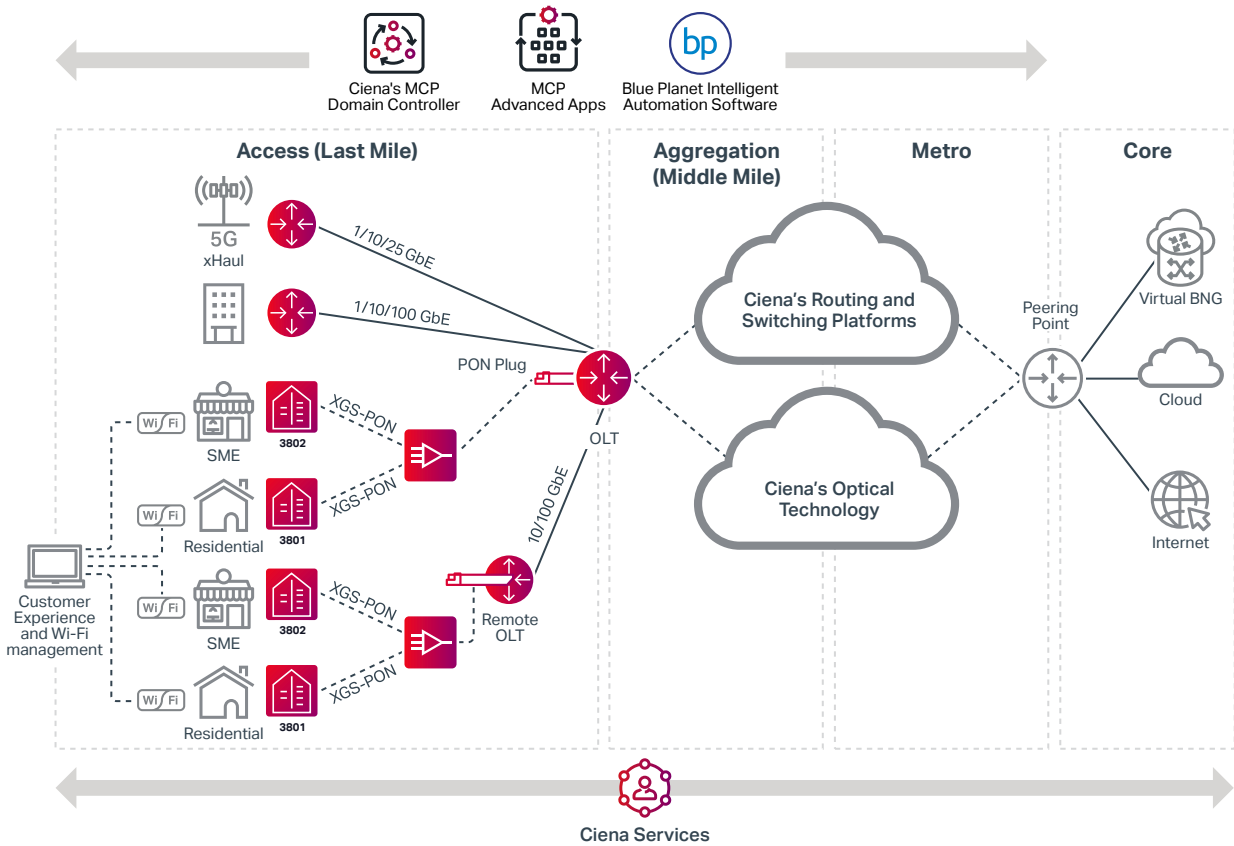 bp
Ciena's MCP
Domain Controller
MCP
Advanced Apps
Blue Planet Intelligent
Automation Software
Access (Last Mile)
Aggregation
(Middle Mile)
Metro
Core
5G
xHaul
1/10/25 GbE
1/10/100 GbE
PON Plug
OLT
Wi Fi
SME
3802
XGS-PON
Wi Fi
Residential
3801
XGS-PON
Wi Fi
SME
3802
XGS-PON
Wi Fi
Residential
3801
XGS-PON
Customer
Experience
and Wi-Fi
management
10/100 GbE
Remote
OLT
Ciena’s Routing and
Switching Platforms
Ciena’s Optical
Technology
Peering
Point
Virtual BNG
Cloud
Internet
Ciena Services